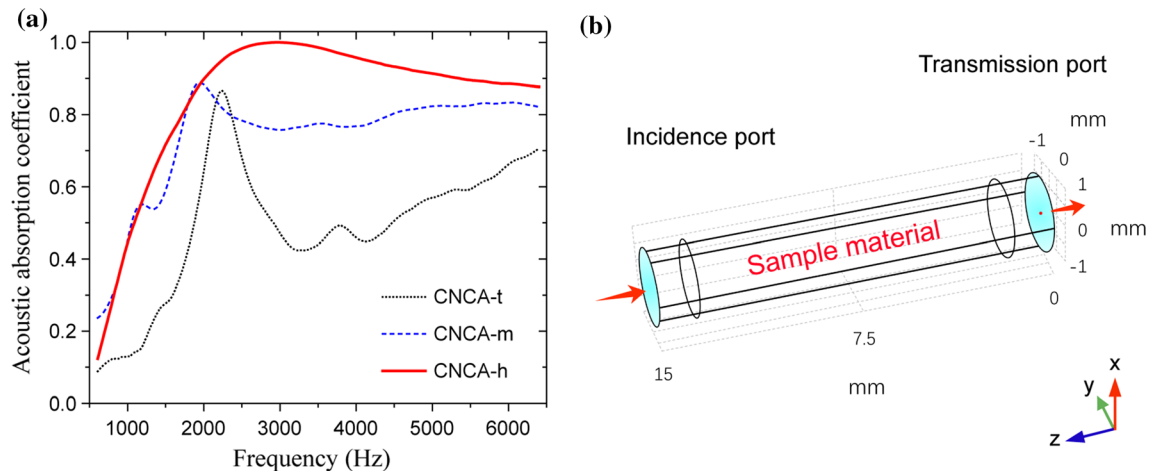 (a)
Acoustic absorption coefficient
1.0
0.8
0.6
0.4
0.2
0.0
CNCA-t
CNCA-m
CNCA-h
1000 2000 3000 4000 5000 6000
Frequency (Hz)
(b)
Transmission port
Incidence port
mm
-1
0
1
0
mm
-1
0
Sample material
7.5
15
mm
x
y
z